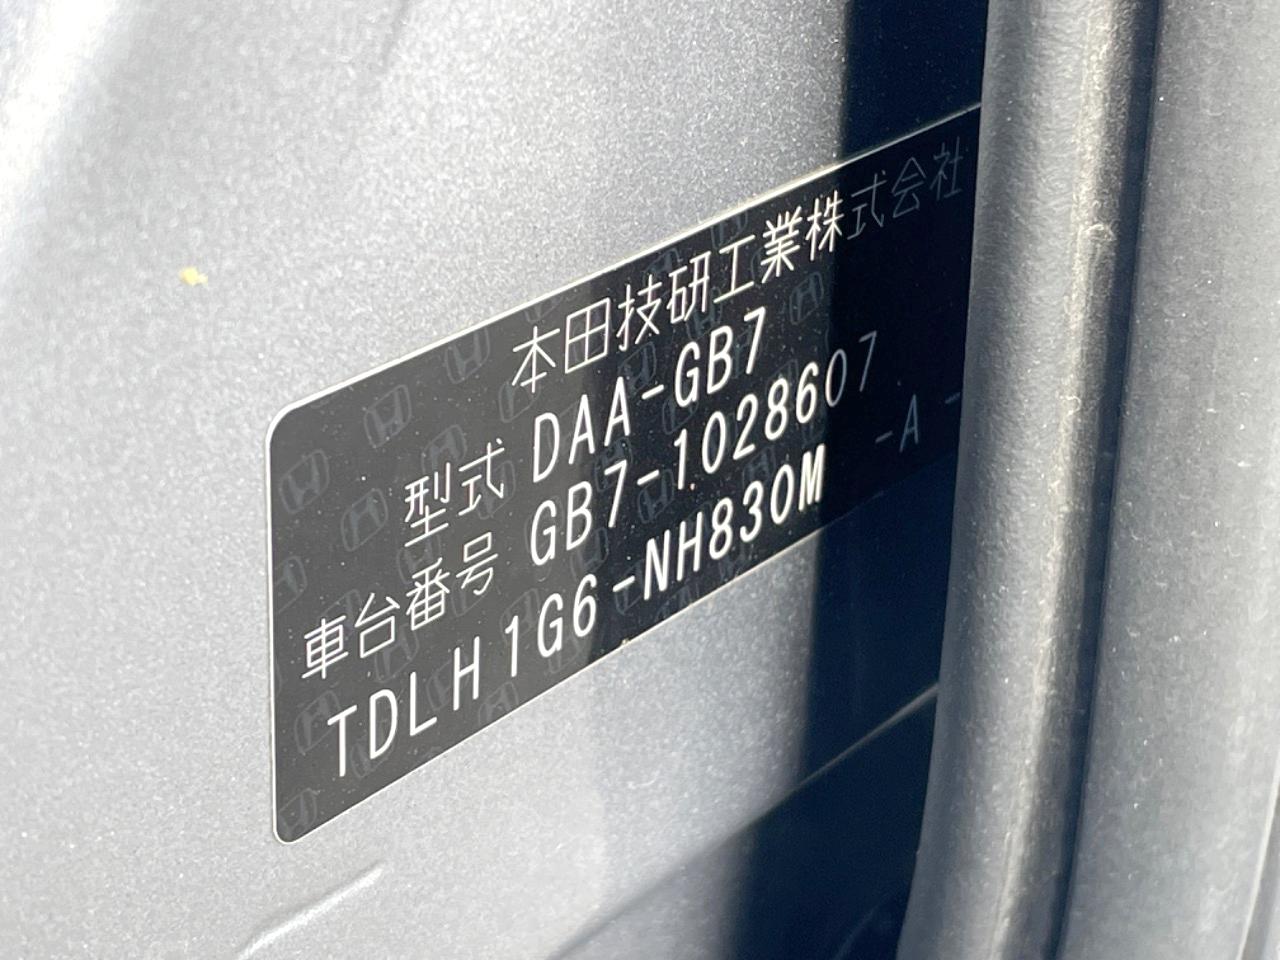 本田技研工業株式会社
型式 DAA-GB7
車台番号 GB7-1028607
TDLH1G6-NH830M -A -